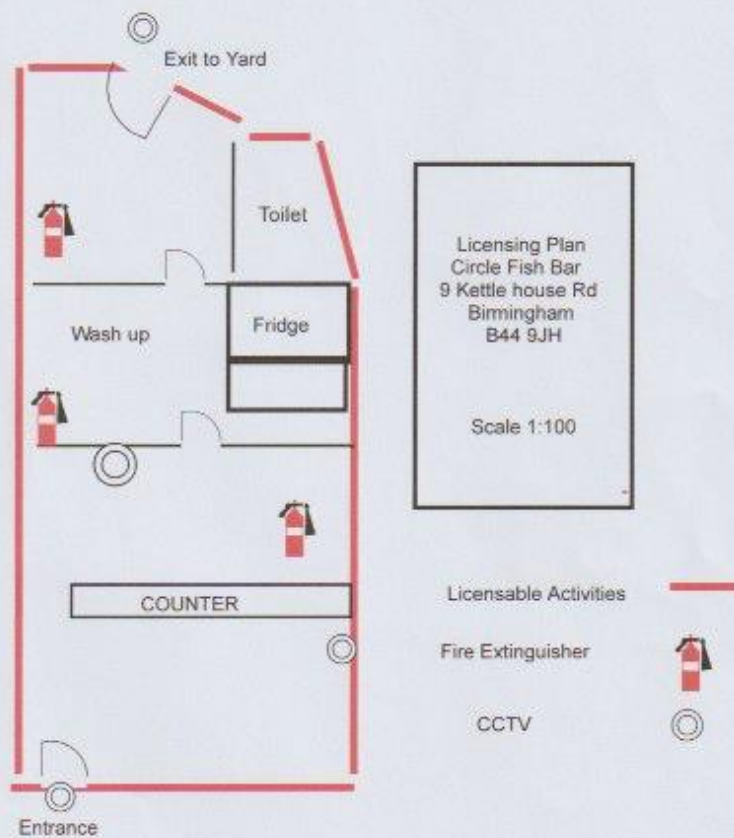 Exit to Yard
Toilet
Fridge
Wash up
COUNTER
Entrance
Licensing Plan
Circle Fish Bar
9 Kettle house Rd
Birmingham
B44 9JH
Scale 1:100
Licensable Activities
Fire Extinguisher
CCTV